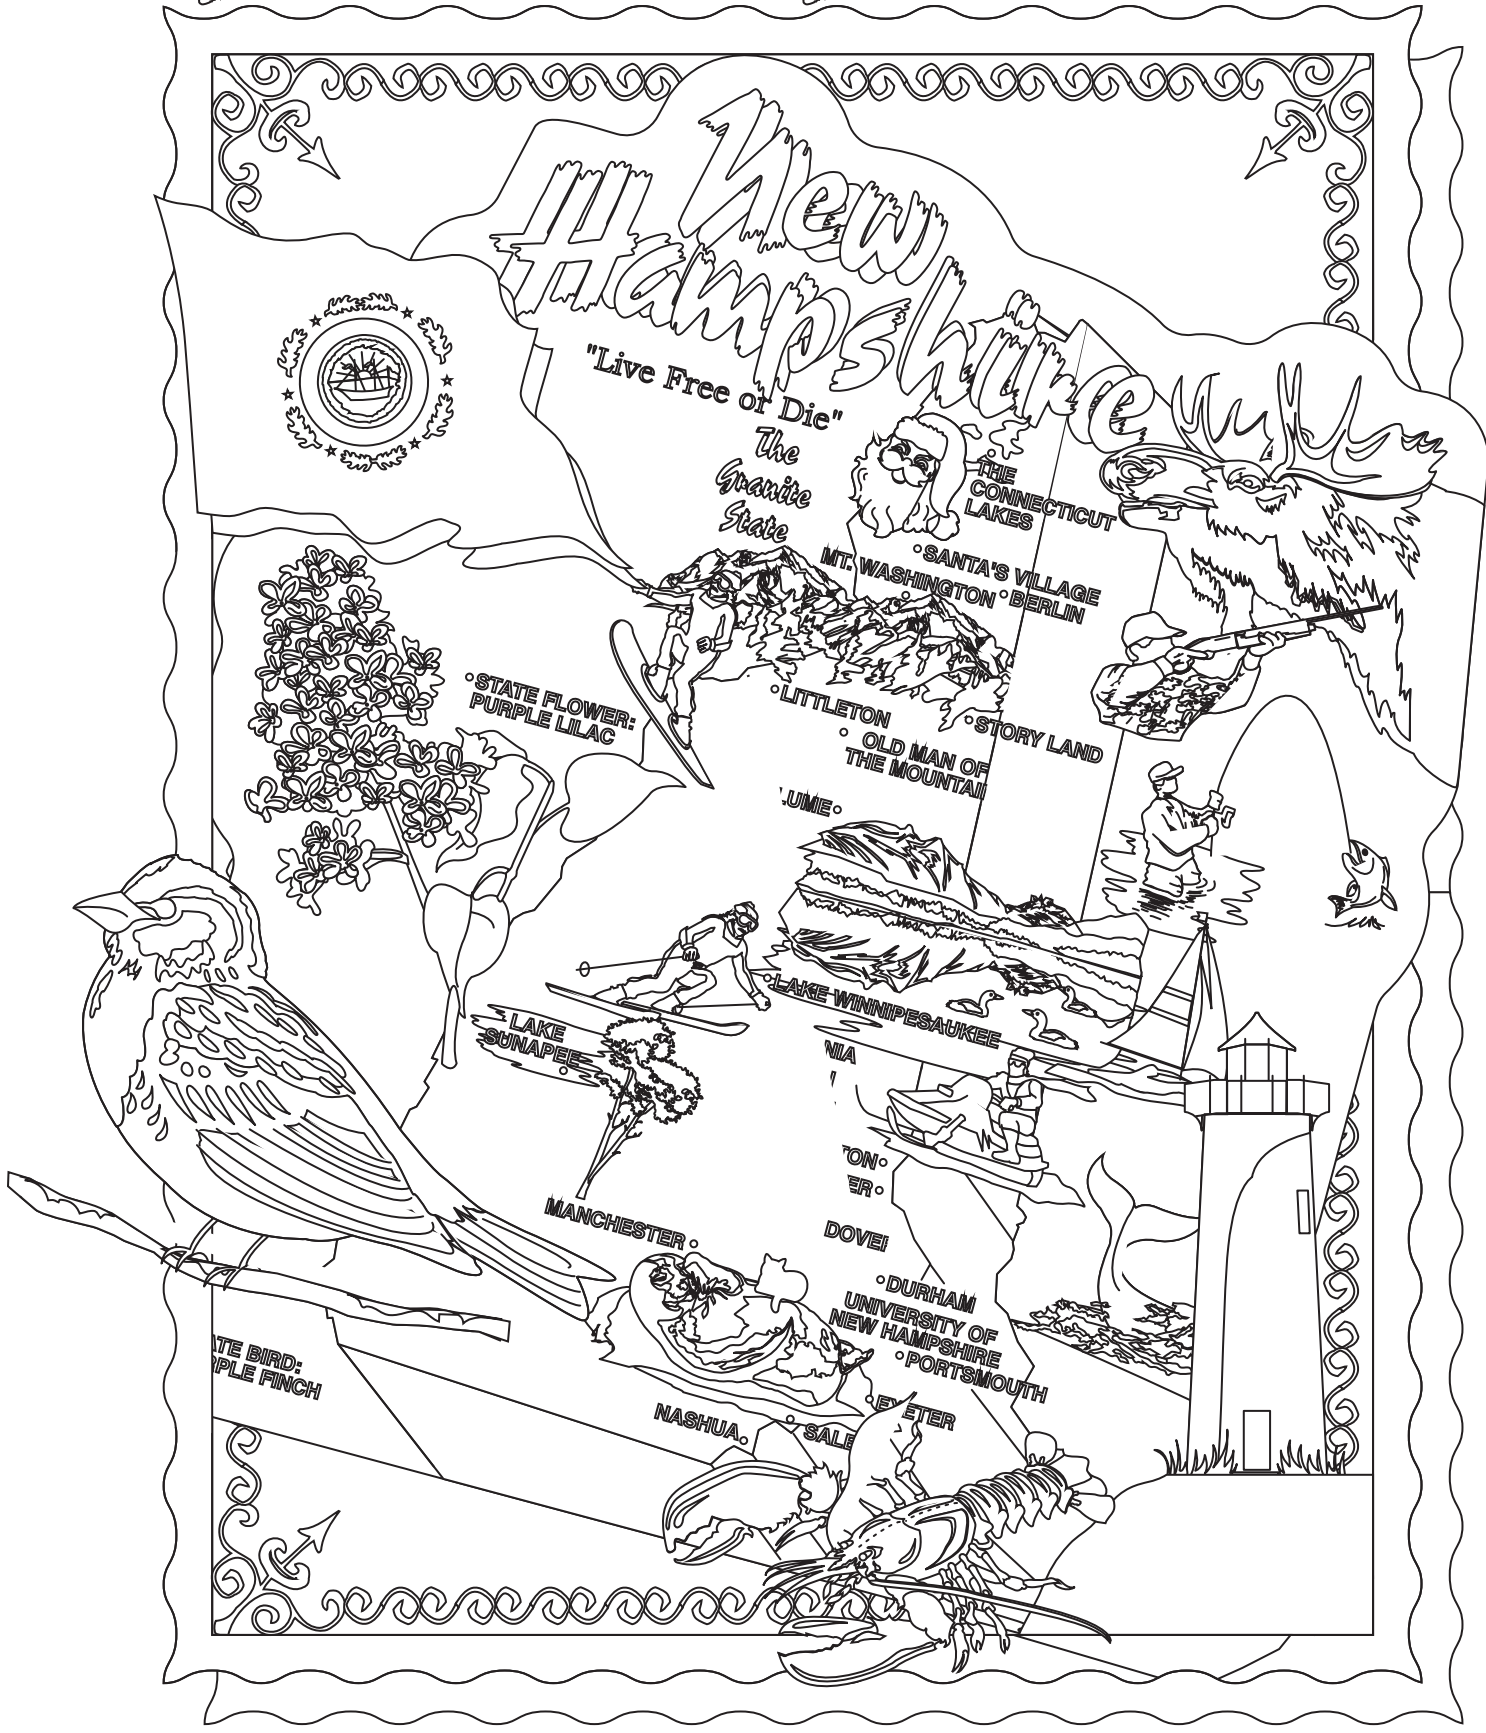 New
Hampshire
"Live Free or Die"
The
Granite
State
THE
CONNECTICUT
LAKES
SANTA'S VILLAGE
MT. WASHINGTON
BERLIN
STATE FLOWER:
PURPLE LILAC
LITTLETON
STORY LAND
OLD MAN OF
THE MOUNTAI
LUME
LAKE WINNIPESAUKEE
LAKE
SUNAPEE
NIA
TON
ER
MANCHESTER
DOVE
DURHAM
UNIVERSITY OF
NEW HAMPSHIRE
PORTSMOUTH
ATE BIRD:
RPLE FINCH
EXETER
NASHUA
SALE